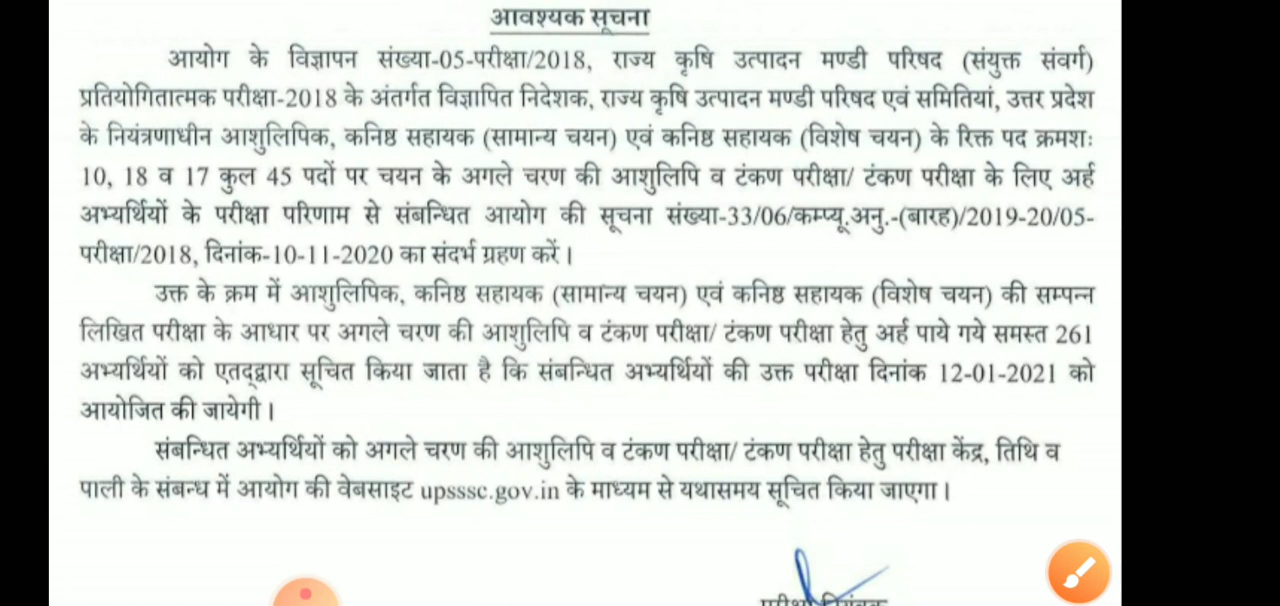 आवश्यक सूचना
आयोग के विज्ञापन संख्या-05-परीक्षा/2018, राज्य कृषि उत्पादन मण्डी परिषद (संयुक्त संवर्ग)
प्रतियोगितात्मक परीक्षा-2018 के अंतर्गत विज्ञापित निदेशक, राज्य कृषि उत्पादन मण्डी परिषद एवं समितियां, उत्तर प्रदेश
के नियंत्रणाधीन आशुलिपिक, कनिष्ठ सहायक (सामान्य चयन) एवं कनिष्ठ सहायक (विशेष चयन) के रिक्त पद क्रमशः
10, 18 व 17 कुल 45 पदों पर चयन के अगले चरण की आशुलिपि व टंकण परीक्षा/ टंकण परीक्षा के लिए अर्ह
अभ्यर्थियों के परीक्षा परिणाम से संबन्धित आयोग की सूचना संख्या-33/06/कम्प्यू.अनु.-(बारह)/2019-20/05-
परीक्षा/2018, दिनांक-10-11-2020 का संदर्भ ग्रहण करें।
उक्त के क्रम में आशुलिपिक, कनिष्ठ सहायक (सामान्य चयन) एवं कनिष्ठ सहायक (विशेष चयन) की सम्पन्न
लिखित परीक्षा के आधार पर अगले चरण की आशुलिपि व टंकण परीक्षा/ टंकण परीक्षा हेतु अर्ह पाये गये समस्त 261
अभ्यर्थियों को एतद्द्वारा सूचित किया जाता है कि संबन्धित अभ्यर्थियों की उक्त परीक्षा दिनांक 12-01-2021 को
आयोजित की जायेगी।
संबन्धित अभ्यर्थियों को अगले चरण की आशुलिपि व टंकण परीक्षा/ टंकण परीक्षा हेतु परीक्षा केंद्र, तिथि व
पाली के संबन्ध में आयोग की वेबसाइट upsssc.gov.in के माध्यम से यथासमय सूचित किया जाएगा।